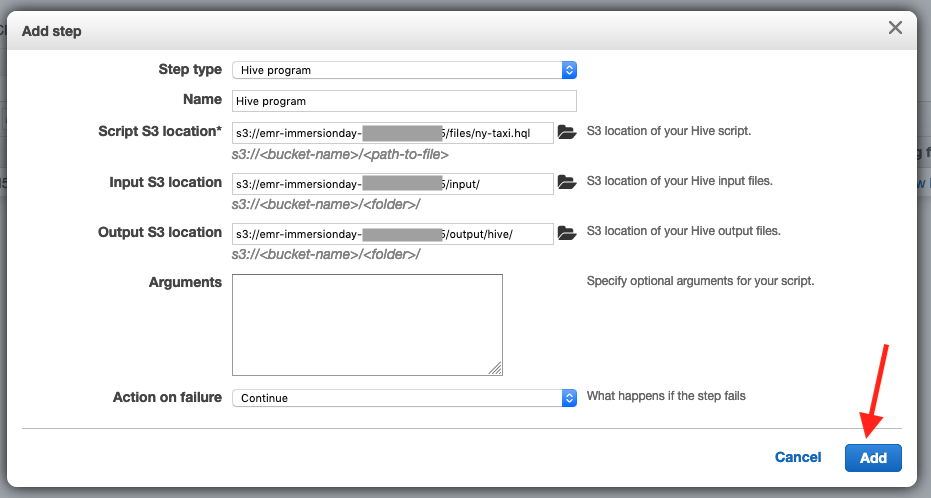 Add step
Step type Hive program
Name Hive program
Script S3 location* s3://emr-immersionday- 5/files/ny-taxi.hql S3 location of your Hive script.
s3://<bucket-name>/<path-to-file>
Input S3 location s3://emr-immersionday- 5/input/ S3 location of your Hive input files.
s3://<bucket-name>/<folder>/
Output S3 location s3://emr-immersionday- 5/output/hive/ S3 location of your Hive output files.
s3://<bucket-name>/<folder>/
Arguments Specify optional arguments for your script.
Action on failure Continue What happens if the step fails
Cancel Add